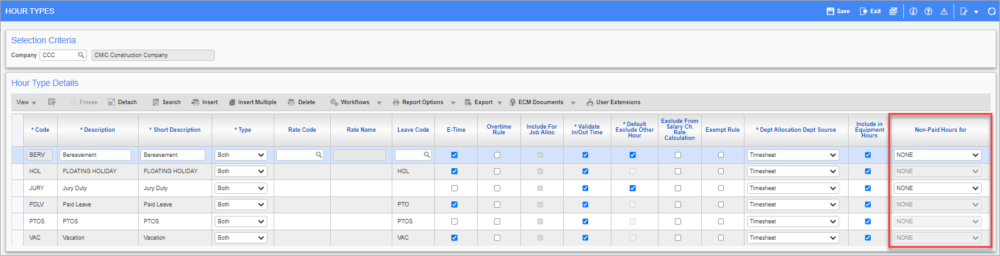 HOUR TYPES
Save Exit
Selection Criteria
Company CCC CMiC Construction Company
Hour Type Details
View Freeze Detach Search Insert Insert Multiple Delete Workflows Report Options Export ECM Documents User Extensions
* Code * Description * Short Description * Type Rate Code Rate Name Leave Code E-Time Overtime Rule Include For Job Alloc * Validate In/Out Time * Default Exclude Other Hour Exclude From Salary Ch. Rate Calculation Exempt Rule * Dept Allocation Dept Source Include in Equipment Hours Non-Paid Hours for
BERV Bereavement Bereavement Both Timesheet NONE
HOL FLOATING HOLIDAY FLOATING HOLIDAY Both HOL Timesheet NONE
JURY Jury Duty Jury Duty Both Timesheet NONE
PDLV Paid Leave Paid Leave Both PTO Timesheet NONE
PTOS PTOS PTOS Both PTOS Timesheet NONE
VAC Vacation Vacation Both VAC Timesheet NONE